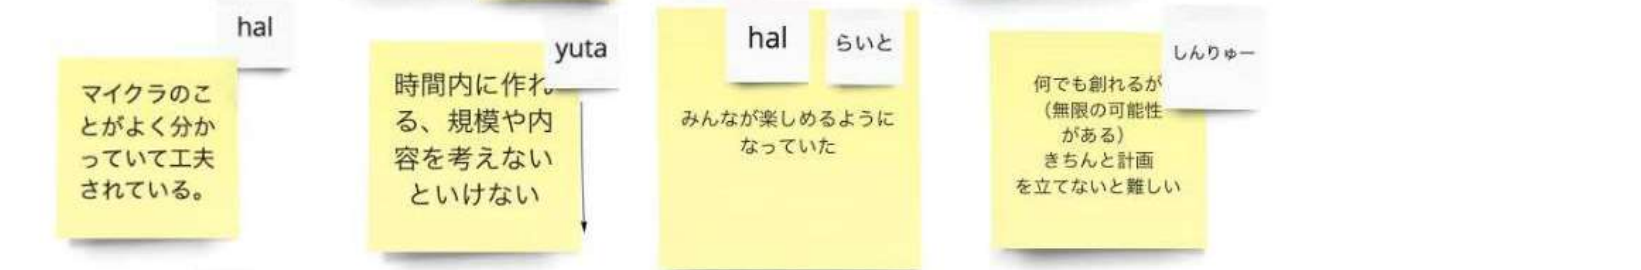 hal
マイクラのこ
とがよく分か
っていて工夫
されている。
yuta
時間内に作れ
る、規模や内
容を考えない
といけない
hal
らいと
みんなが楽しめるように
なっていた
しんりゅー
何でも創れるが
（無限の可能性
がある）
きちんと計画
を立てないと難しい